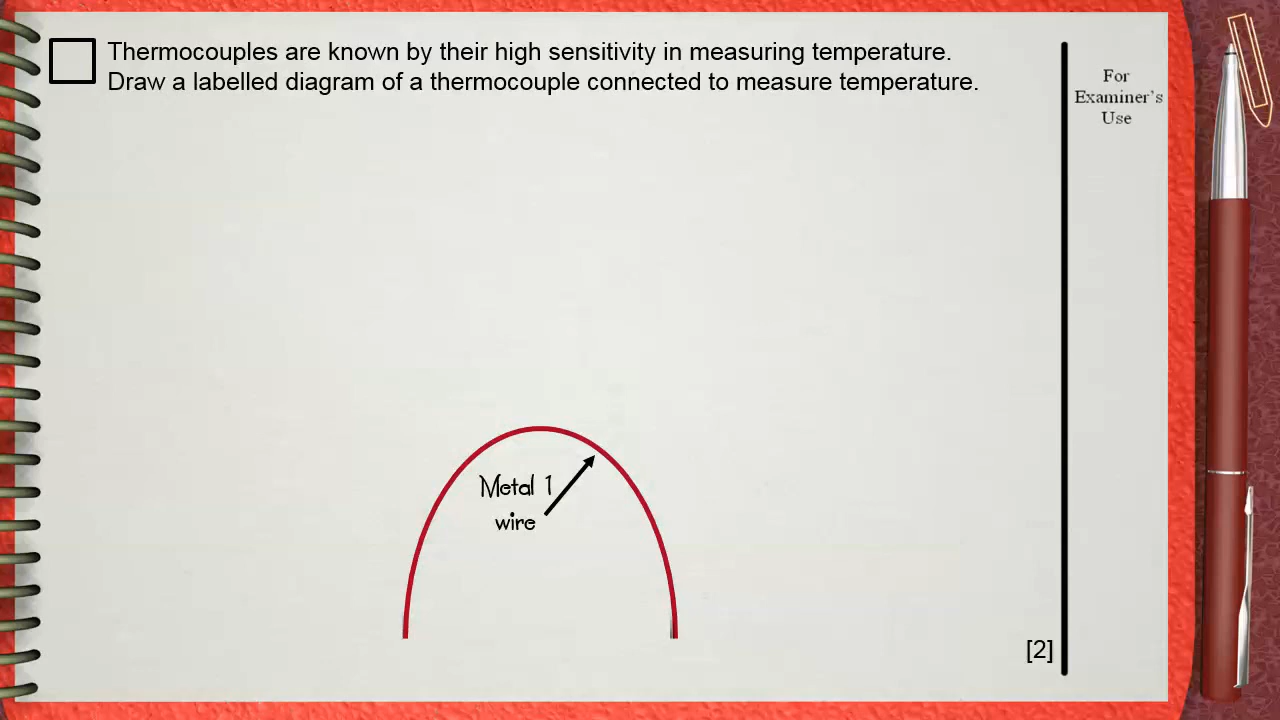 Thermocouples are known by their high sensitivity in measuring temperature.
Draw a labelled diagram of a thermocouple connected to measure temperature.
For
Examiner's
Use
Metal 1
wire
[2]